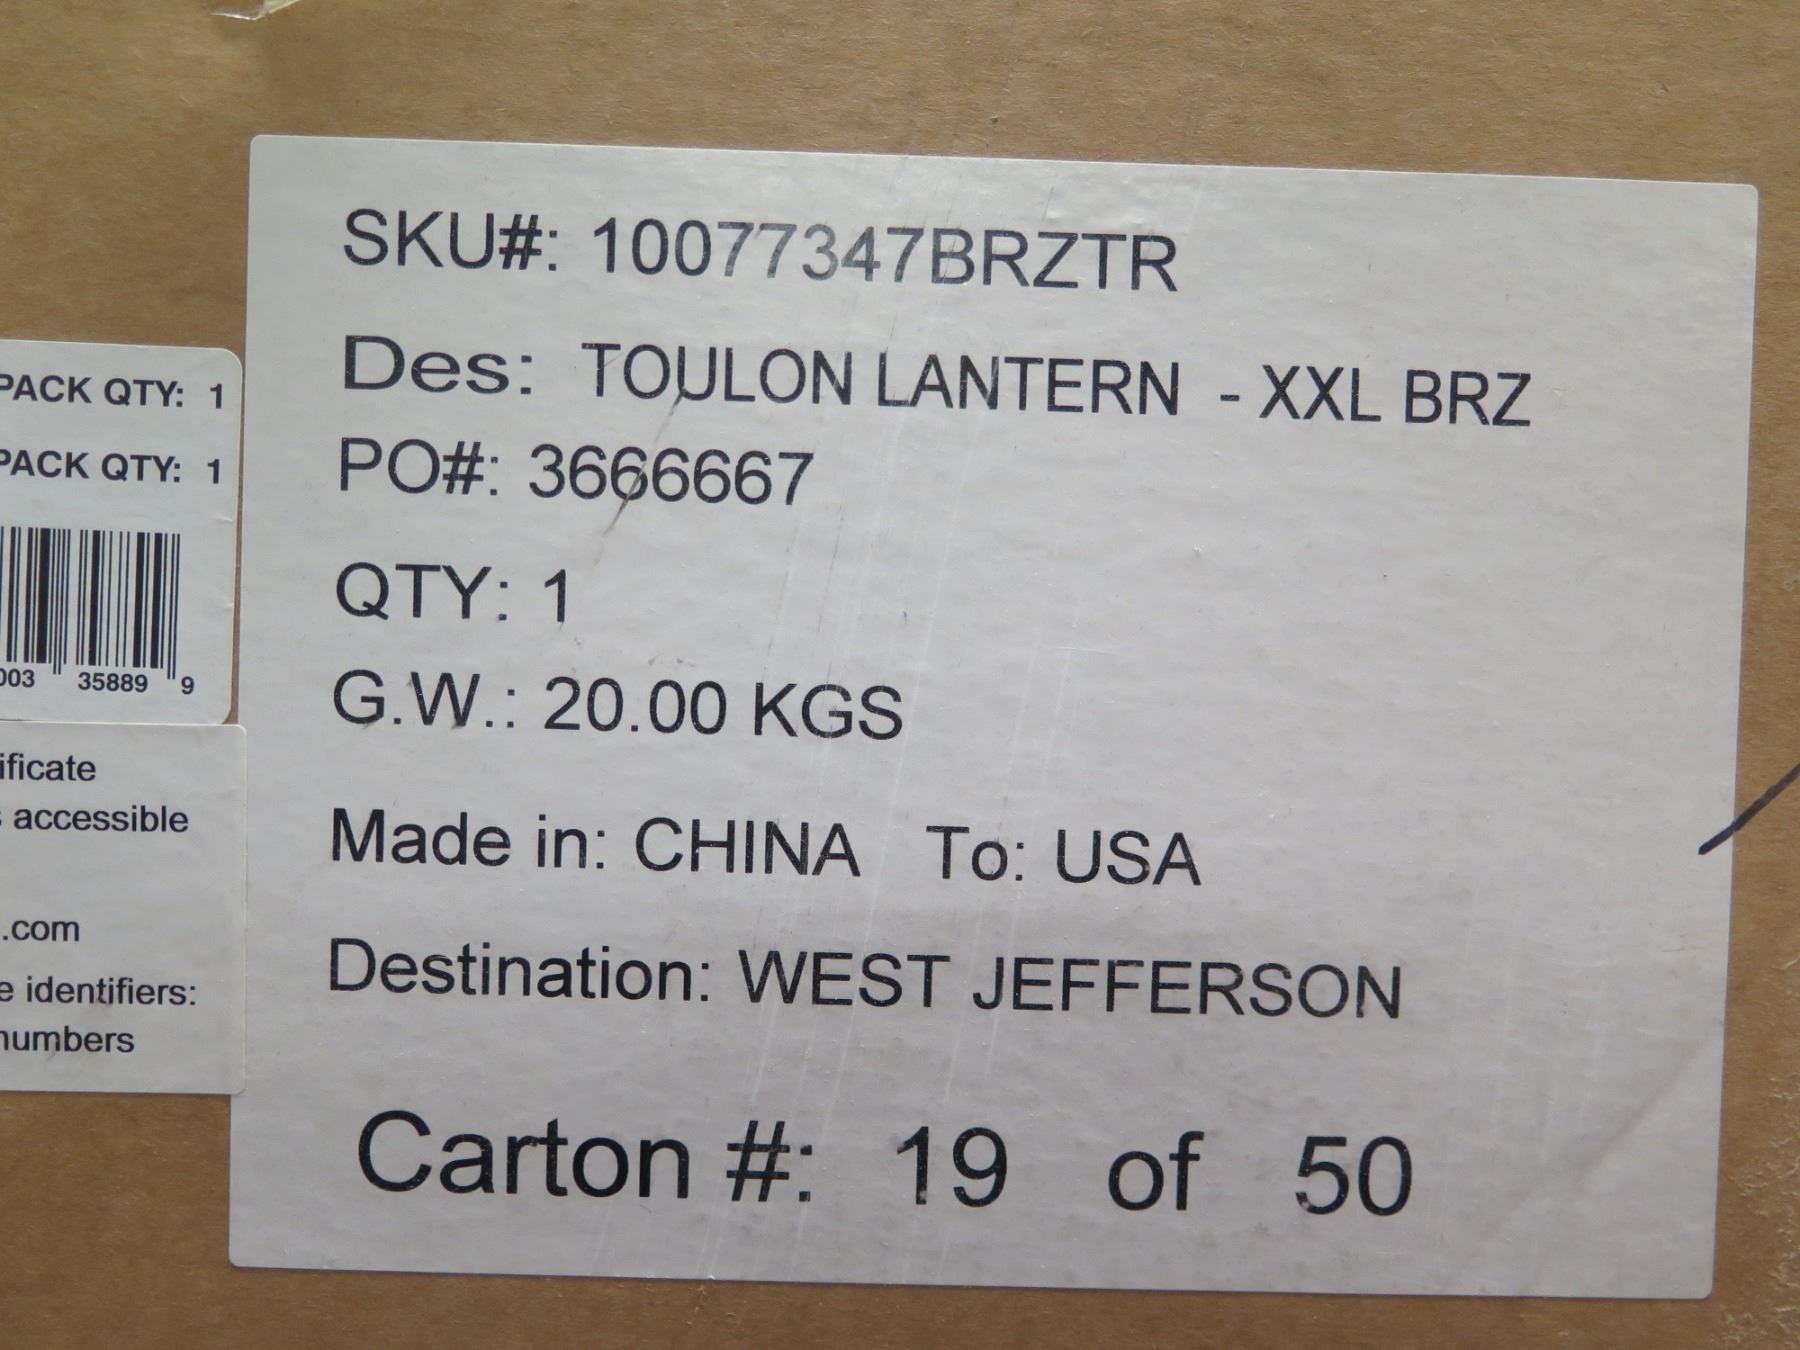 SKU#: 10077347BRZTR
Des: TOULON LANTERN - XXL BRZ
PO#: 3666667
QTY: 1
G.W.: 20.00 KGS
Made in: CHINA To: USA
Destination: WEST JEFFERSON
Carton #: 19 of 50
PACK QTY: 1
PACK QTY: 1
003 35889 9
ificate
s accessible
.com
e identifiers:
numbers